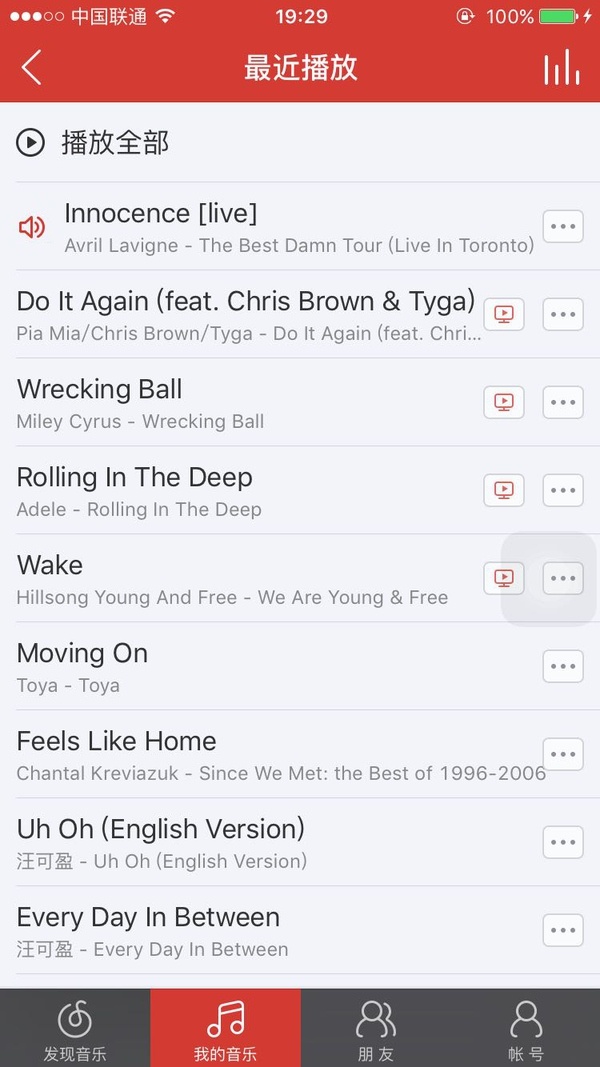 中国联通 19:29 100%
最近播放
播放全部
Innocence [live]
Avril Lavigne - The Best Damn Tour (Live In Toronto)
Do It Again (feat. Chris Brown & Tyga)
Pia Mia/Chris Brown/Tyga - Do It Again (feat. Chri...
Wrecking Ball
Miley Cyrus - Wrecking Ball
Rolling In The Deep
Adele - Rolling In The Deep
Wake
Hillsong Young And Free - We Are Young & Free
Moving On
Toya - Toya
Feels Like Home
Chantal Kreviazuk - Since We Met: the Best of 1996-2006
Uh Oh (English Version)
汪可盈 - Uh Oh (English Version)
Every Day In Between
汪可盈 - Every Day In Between
发现音乐 我的音乐 朋友 帐号